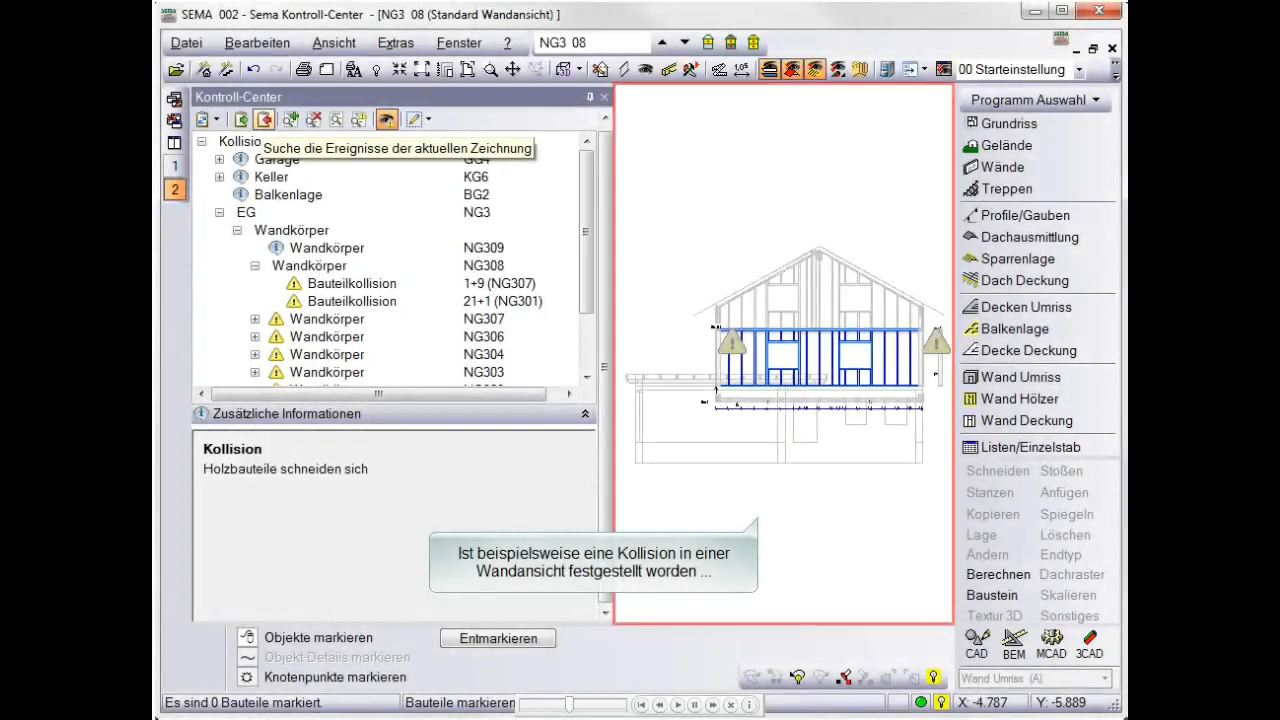 SEMA 002 - Sema Kontroll-Center - [NG3 08 (Standard Wandansicht) ]
Datei Bearbeiten Ansicht Extras Fenster ? NG3 08
00 Starteinstellung
Kontroll-Center
Suche die Ereignisse der aktuellen Zeichnung
Kollisio
Garage GG4
Keller KG6
Balkenlage BG2
EG NG3
Wandkörper
Wandkörper NG309
Wandkörper NG308
Bauteilkollision 1+9 (NG307)
Bauteilkollision 21+1 (NG301)
Wandkörper NG307
Wandkörper NG306
Wandkörper NG304
Wandkörper NG303
Zusätzliche Informationen
Kollision
Holzbauteile schneiden sich
1
2
Ist beispielsweise eine Kollision in einer
Wandansicht festgestellt worden ...
Programm Auswahl
Grundriss
Gelände
Wände
Treppen
Profile/Gauben
Dachausmittlung
Sparrenlage
Dach Deckung
Decken Umriss
Balkenlage
Decke Deckung
Wand Umriss
Wand Hölzer
Wand Deckung
Listen/Einzelstab
Schneiden Stoßen
Stanzen Anfügen
Kopieren Spiegeln
Lage Löschen
Ändern Endtyp
Berechnen Dachraster
Baustein Skalieren
Textur 3D Sonstiges
CAD BEM MCAD 3CAD
Wand Umriss (A)
Objekte markieren Entmarkieren
Objekt-Details markieren
Knotenpunkte markieren
Es sind 0 Bauteile markiert. Bauteile markieren X: -4.787 Y: -5.889